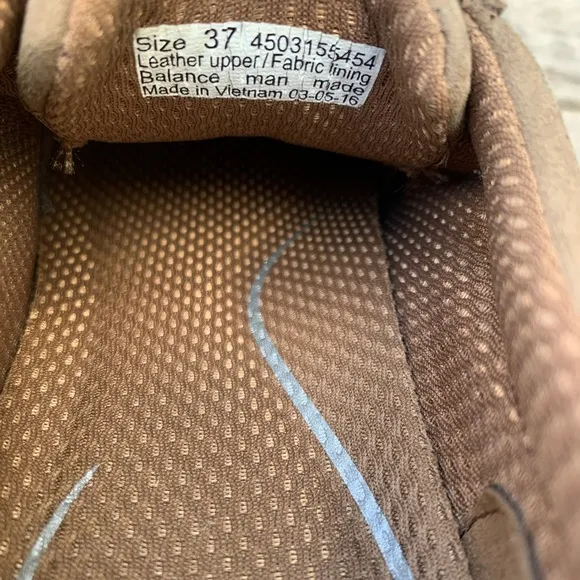 Size 37 4503155454
Leather upper/Fabric lining
Balance man made
Made in Vietnam 03-05-16